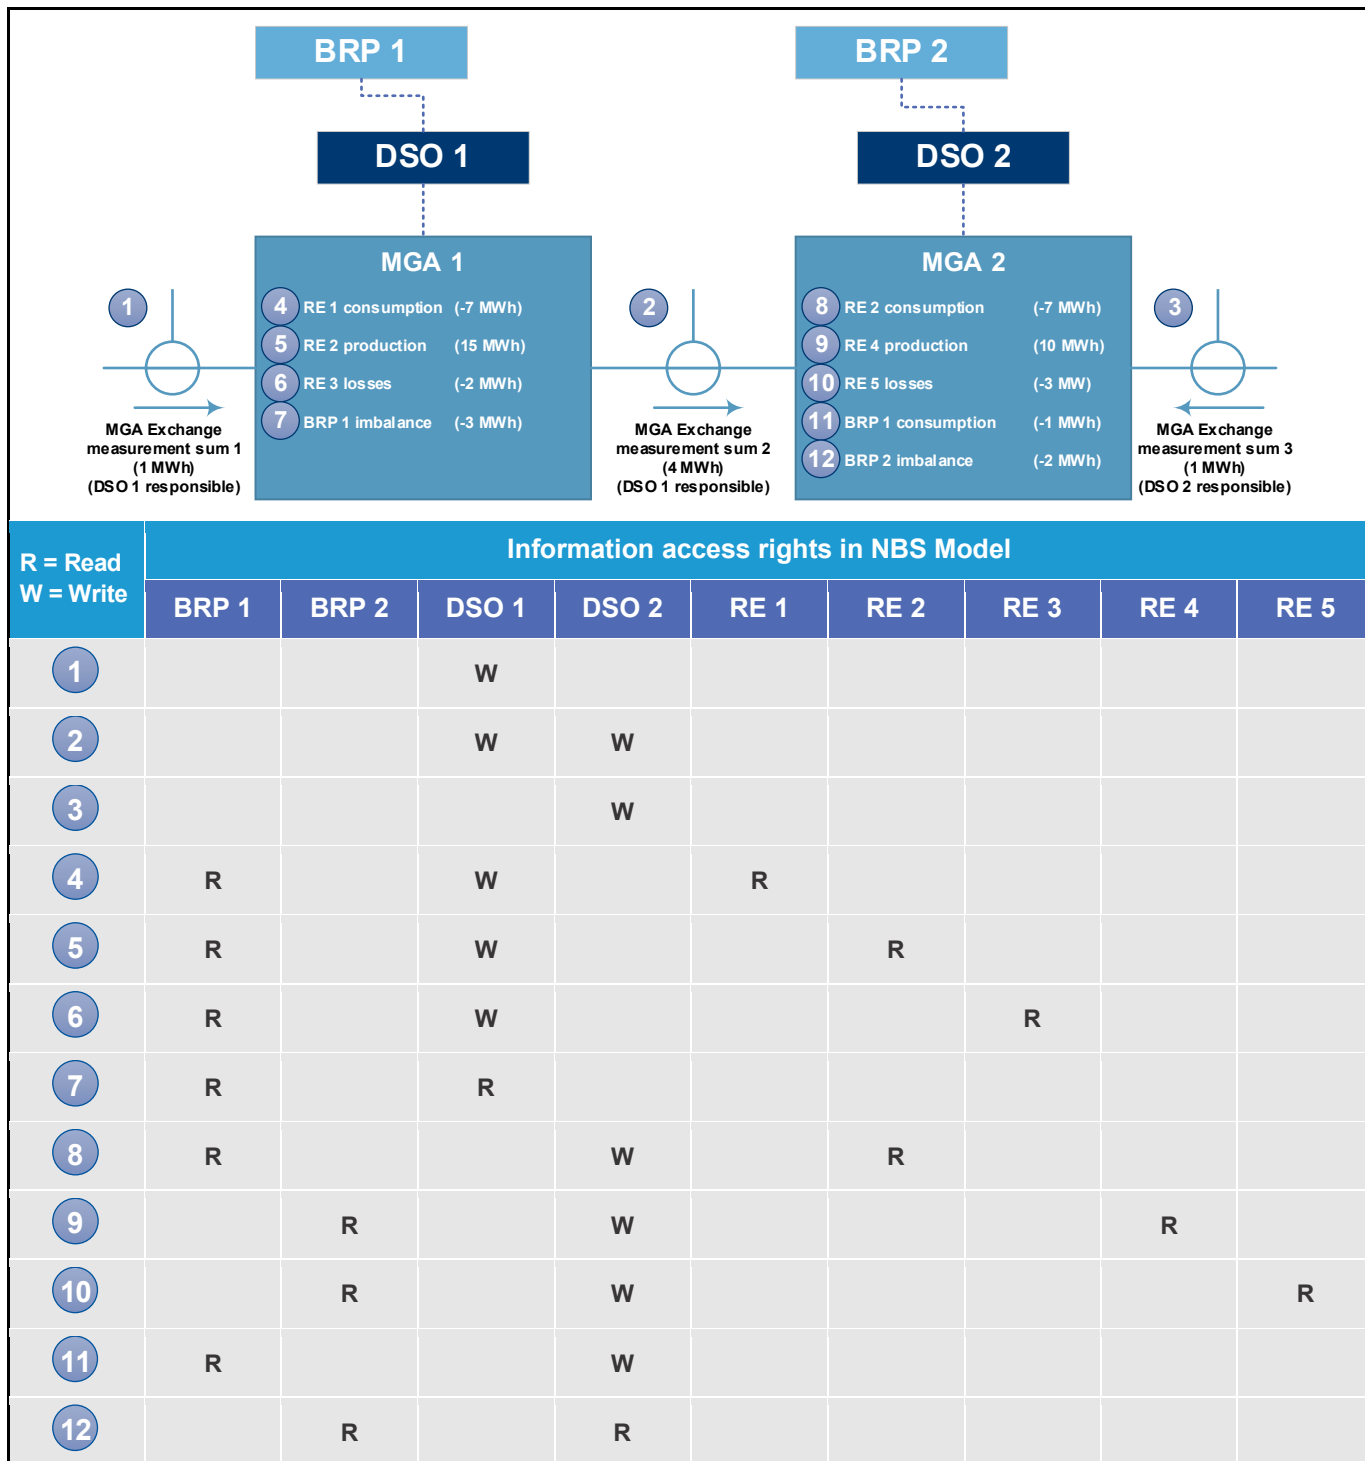 BRP 1
BRP 2
DSO 1
DSO 2
MGA 1
4 RE 1 consumption (-7 MWh)
5 RE 2 production (15 MWh)
6 RE 3 losses (-2 MWh)
7 BRP 1 imbalance (-3 MWh)
MGA 2
8 RE 2 consumption (-7 MWh)
9 RE 4 production (10 MWh)
10 RE 5 losses (-3 MW)
11 BRP 1 consumption (-1 MWh)
12 BRP 2 imbalance (-2 MWh)
1
MGA Exchange
measurement sum 1
(1 MWh)
(DSO 1 responsible)
2
MGA Exchange
measurement sum 2
(4 MWh)
(DSO 1 responsible)
3
MGA Exchange
measurement sum 3
(1 MWh)
(DSO 2 responsible)
R = Read
W = Write
Information access rights in NBS Model
BRP 1 BRP 2 DSO 1 DSO 2 RE 1 RE 2 RE 3 RE 4 RE 5
1 W
2 W W
3 W
4 R W R
5 R W R
6 R W R
7 R R
8 R W R
9 R W R
10 R W R
11 R W
12 R R